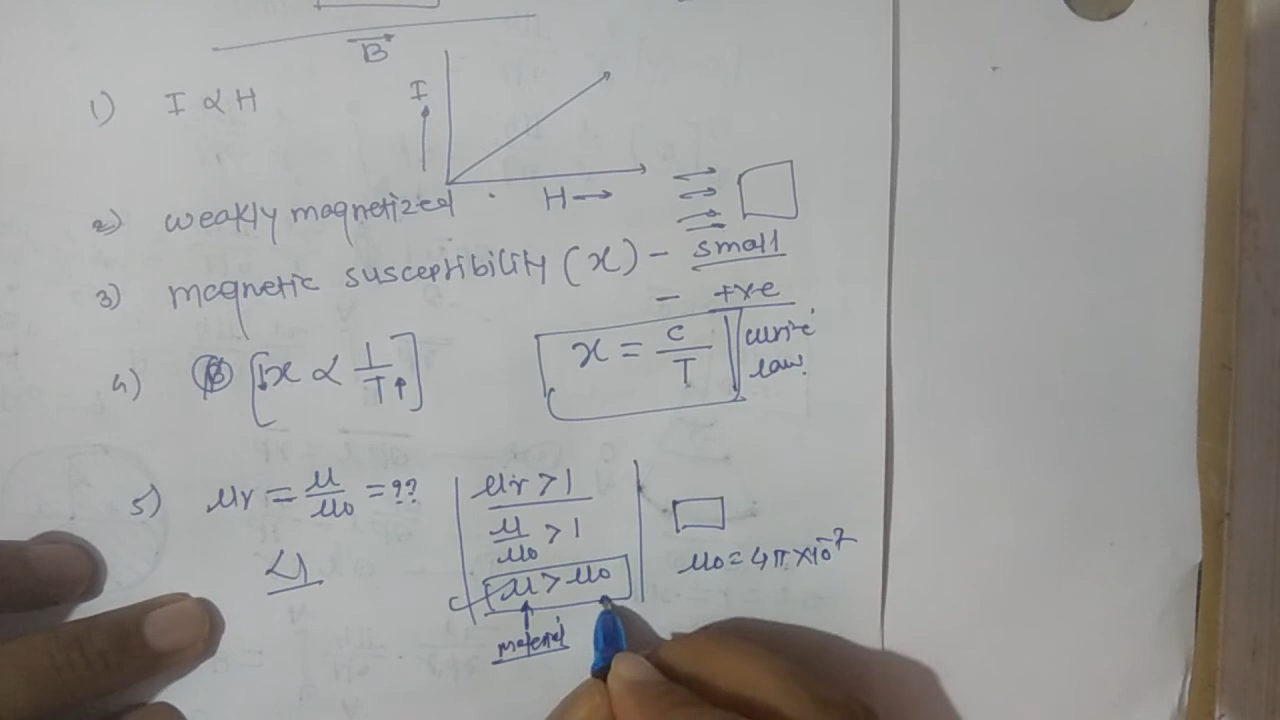 B
1) I ∝ H
I
H →
2) weakly magnetized
3) magnetic susceptibility (x) - small
- +ve
4) [x ∝ 1/T↑]
x = C/T
curie law.
5) μr = μ/μ0 = ??
<1
μr > 1
μ/μ0 > 1
μ > μ0
material
μ0 = 4π×10^-7